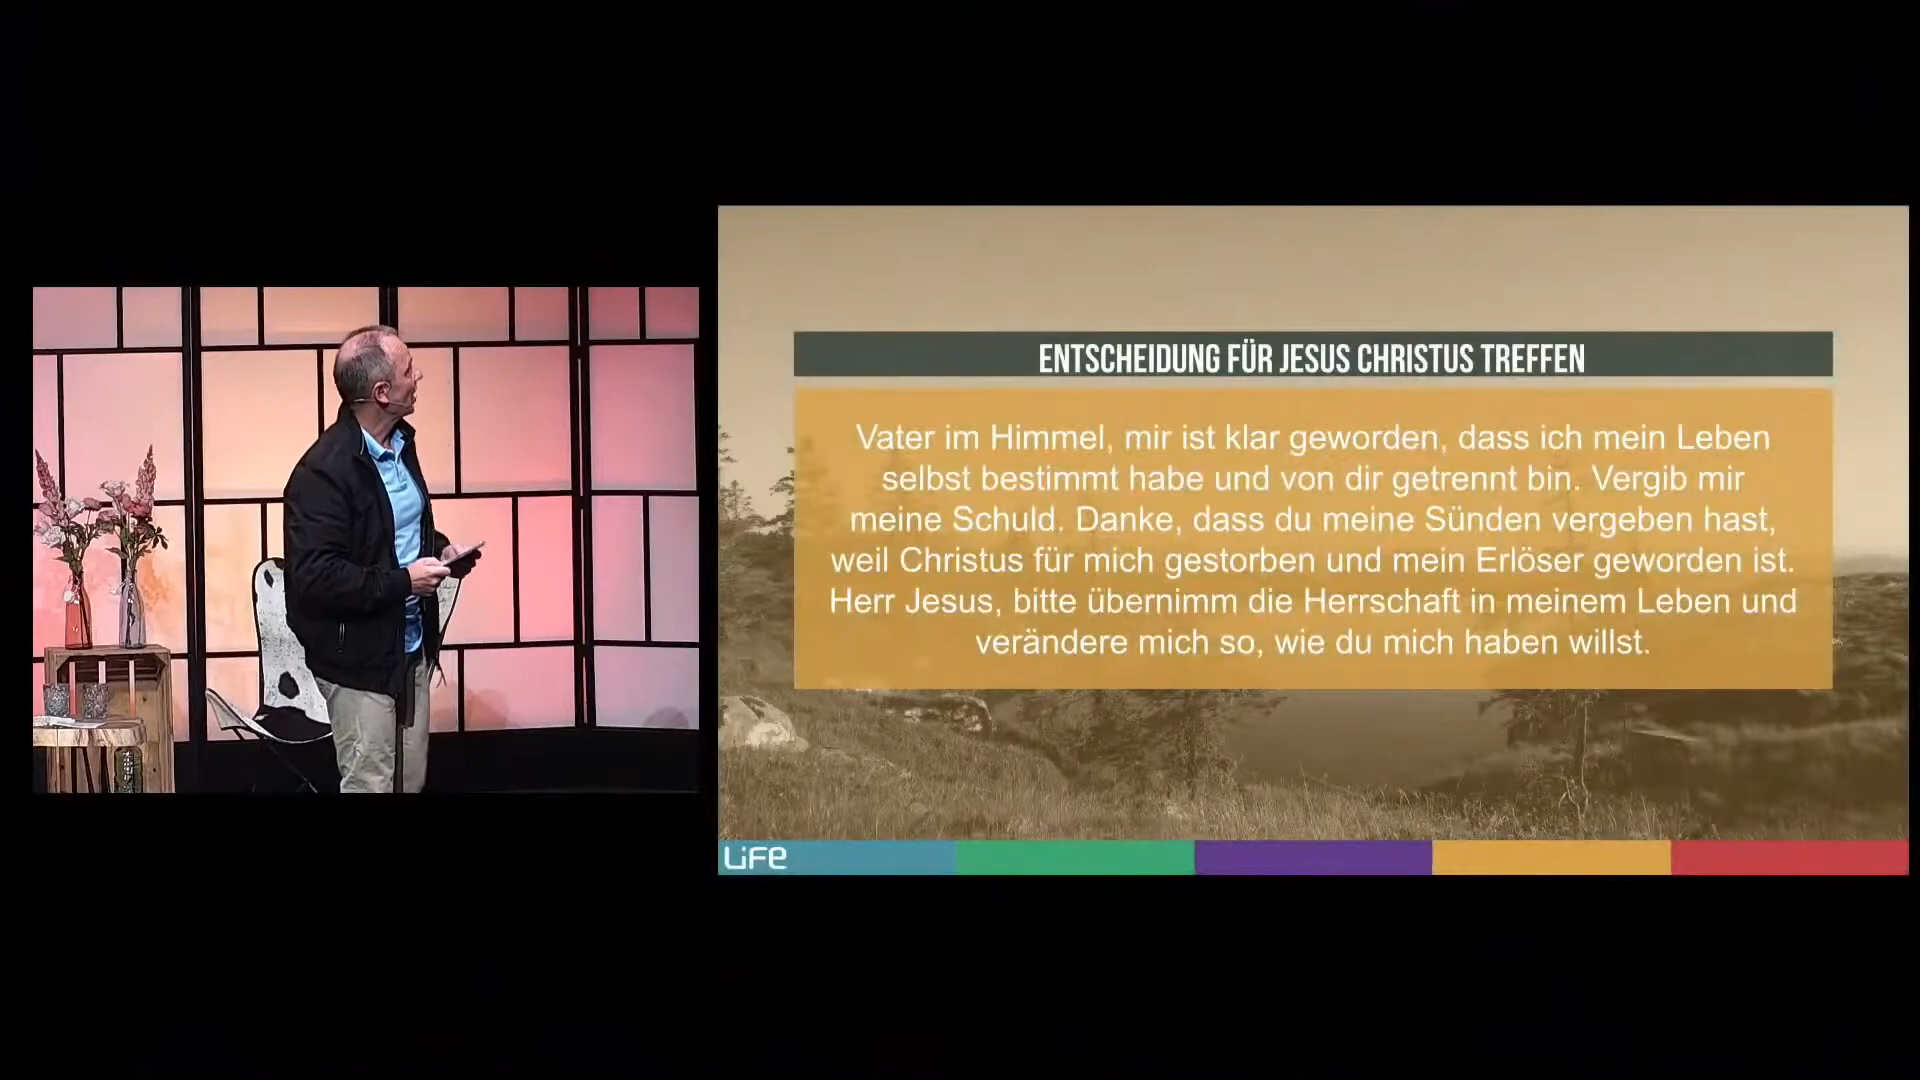 ENTSCHEIDUNG FÜR JESUS CHRISTUS TREFFEN
Vater im Himmel, mir ist klar geworden, dass ich mein Leben
selbst bestimmt habe und von dir getrennt bin. Vergib mir
meine Schuld. Danke, dass du meine Sünden vergeben hast,
weil Christus für mich gestorben und mein Erlöser geworden ist.
Herr Jesus, bitte übernimm die Herrschaft in meinem Leben und
verändere mich so, wie du mich haben willst.
LiFe